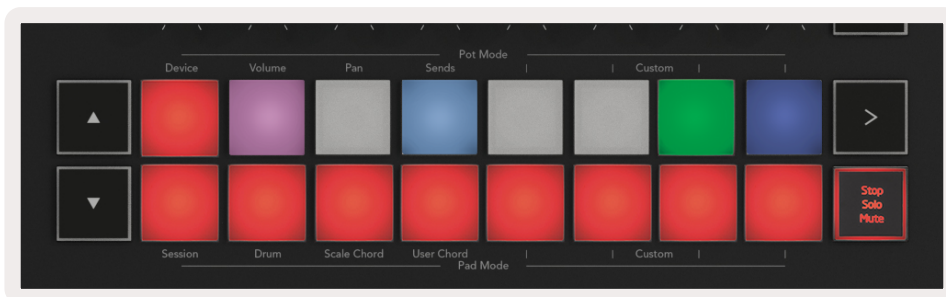 Pot Mode
Device Volume Pan Sends Custom
▲ >
▼ Stop
Solo
Mute
Session Drum Scale Chord User Chord Custom
Pad Mode